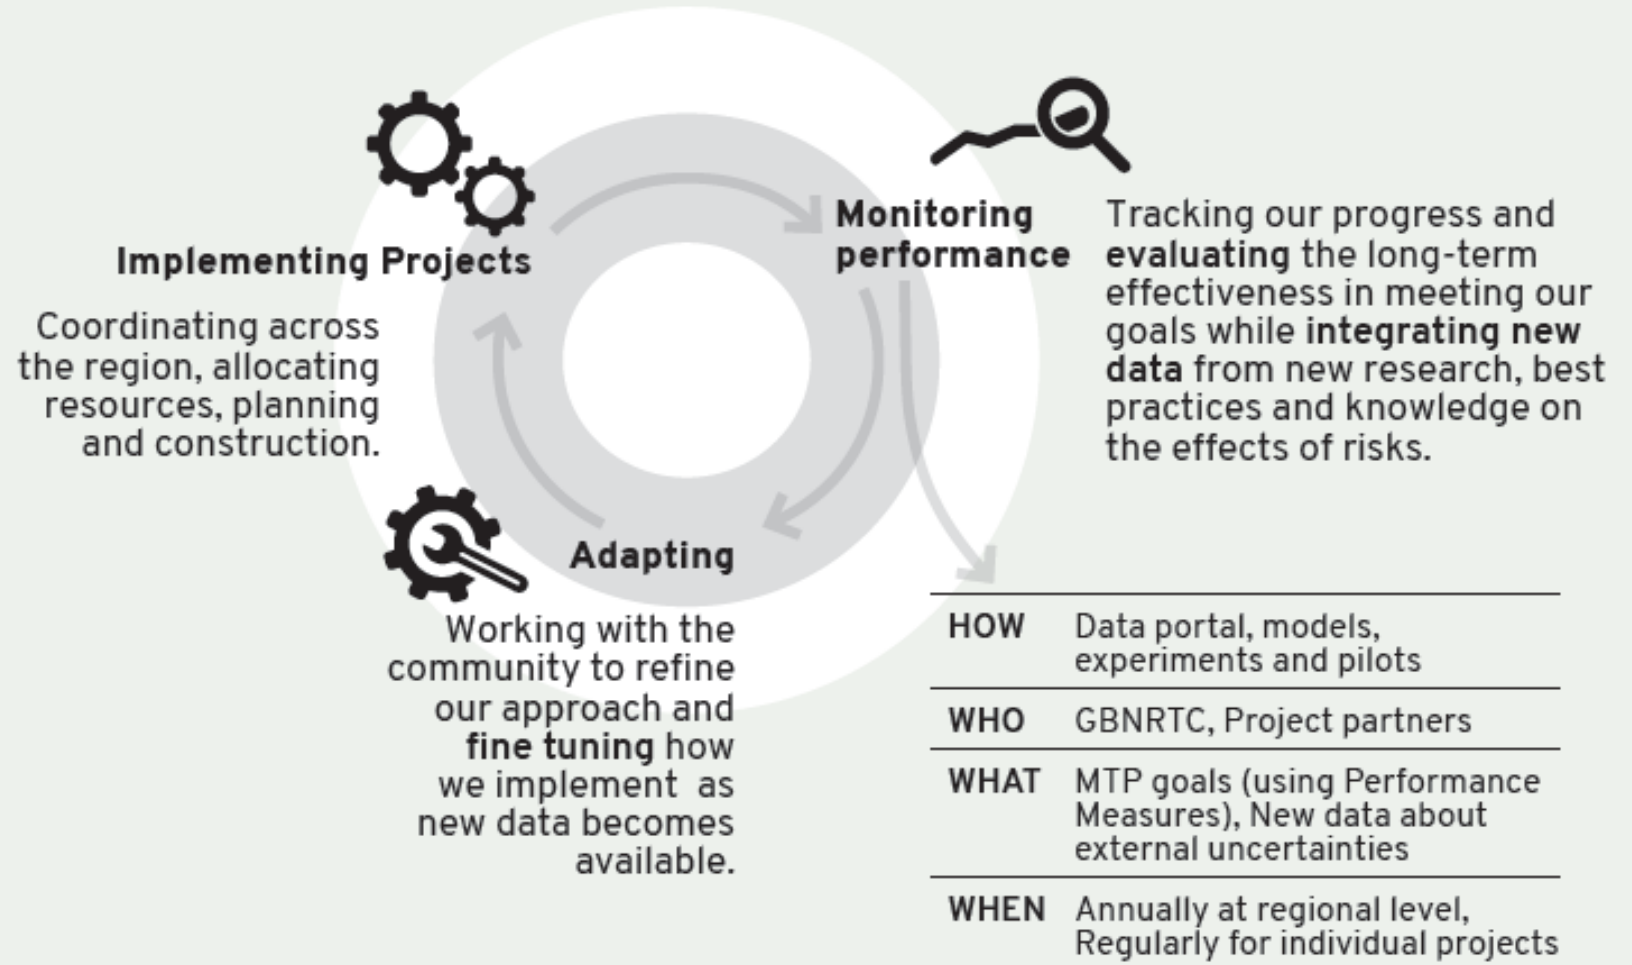 Implementing Projects
Coordinating across
the region, allocating
resources, planning
and construction.
Monitoring
performance
Tracking our progress and
evaluating the long-term
effectiveness in meeting our
goals while integrating new
data from new research, best
practices and knowledge on
the effects of risks.
Adapting
Working with the
community to refine
our approach and
fine tuning how
we implement as
new data becomes
available.
HOW Data portal, models,
experiments and pilots
WHO GBNRTC, Project partners
WHAT MTP goals (using Performance
Measures), New data about
external uncertainties
WHEN Annually at regional level,
Regularly for individual projects